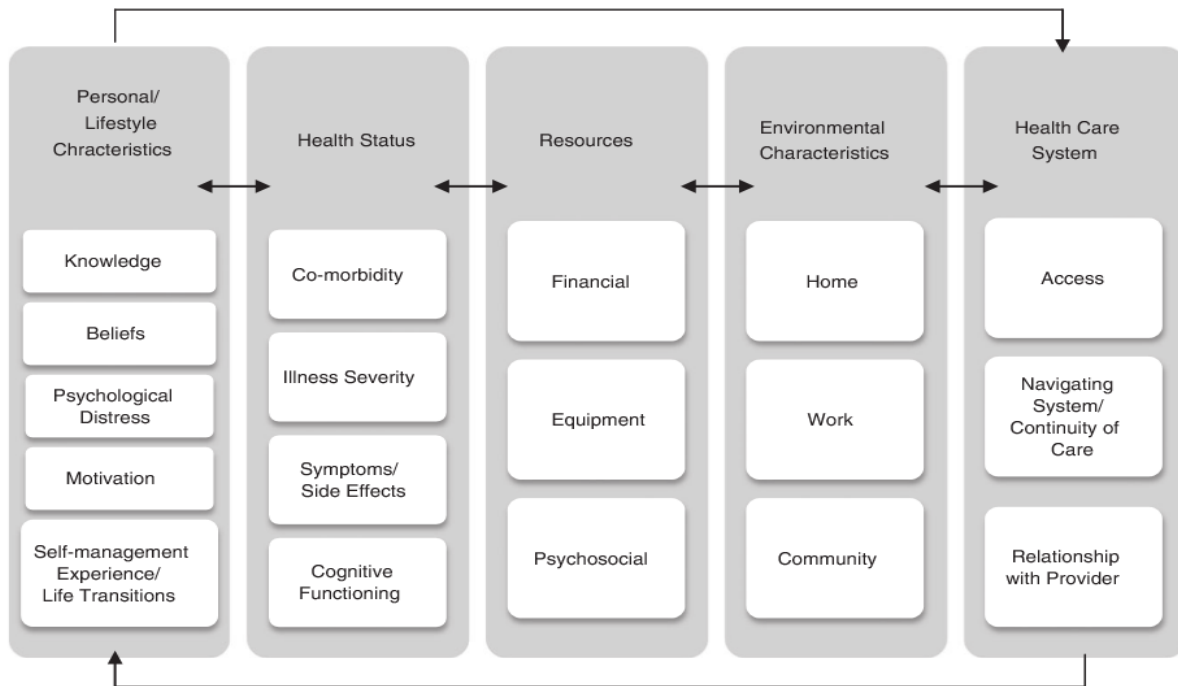 Personal/
Lifestyle
Chracteristics
Knowledge
Beliefs
Psychological
Distress
Motivation
Self-management
Experience/
Life Transitions
Health Status
Co-morbidity
Illness Severity
Symptoms/
Side Effects
Cognitive
Functioning
Resources
Financial
Equipment
Psychosocial
Environmental
Characteristics
Home
Work
Community
Health Care
System
Access
Navigating
System/
Continuity of
Care
Relationship
with Provider